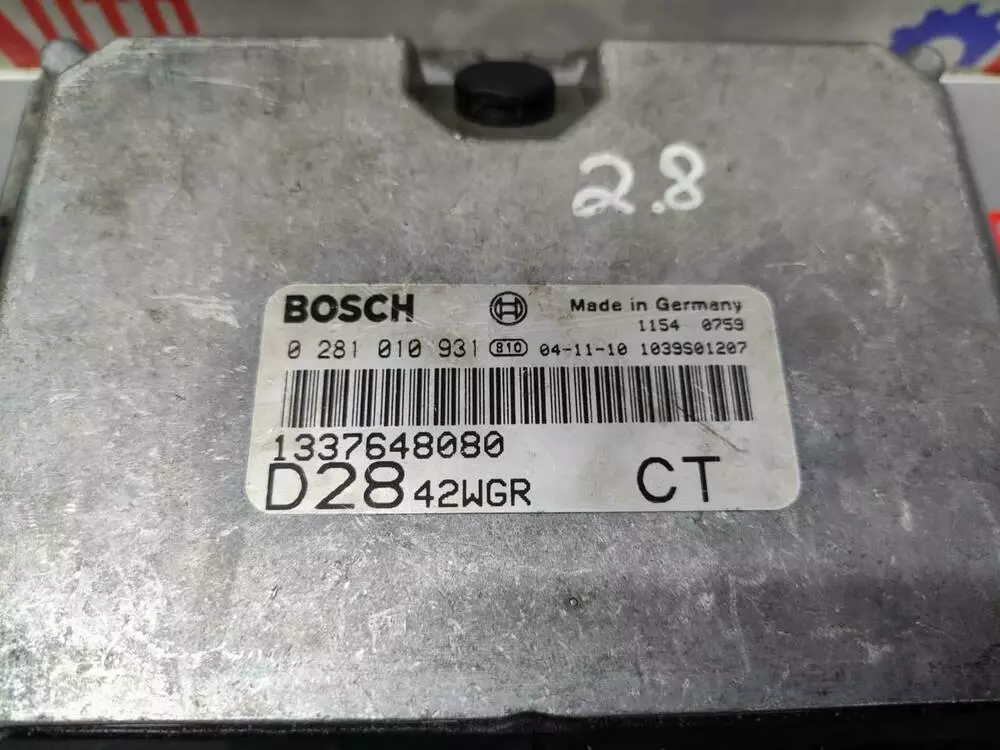 2.8
BOSCH Made in Germany
1154 0759
0 281 010 931 810 04-11-10 1039S01207
1337648080
D28 42WGR CT